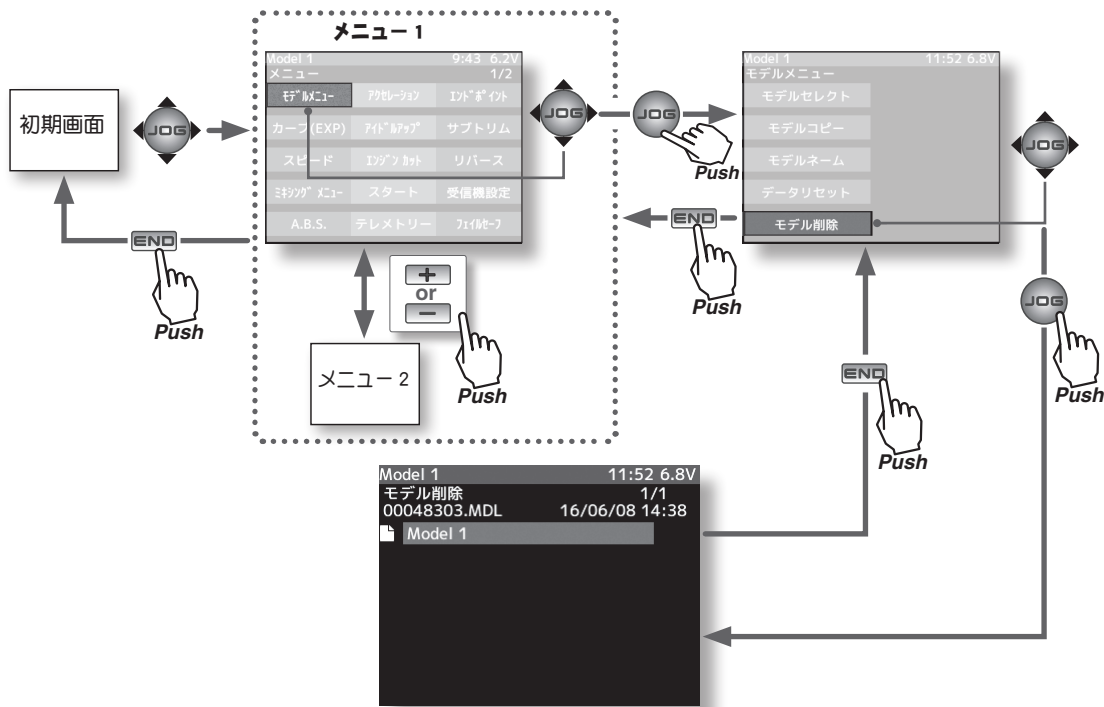 メニュー 1
初期画面
JOG
Model 1 9:43 6.2V
メニュー 1/2
ﾓﾃﾞﾙﾒﾆｭｰ ｱｸｾﾚｰｼｮﾝ ｴﾝﾄﾞﾎﾟｲﾝﾄ
カーブ(EXP) ｱｲﾄﾞﾙｱｯﾌﾟ サブトリム
スピード ｴﾝｼﾞﾝ ｶｯﾄ リバース
ﾐｷｼﾝｸﾞ ﾒﾆｭｰ スタート 受信機設定
A.B.S. テレメトリー ﾌｪｲﾙｾｰﾌ
JOG
JOG
Push
Model 1 11:52 6.8V
モデルメニュー
モデルセレクト
モデルコピー
モデルネーム
データリセット
モデル削除
JOG
END
Push
END
Push
+
or
−
Push
メニュー 2
JOG
Push
END
Push
Model 1 11:52 6.8V
モデル削除 1/1
00048303.MDL 16/06/08 14:38
Model 1